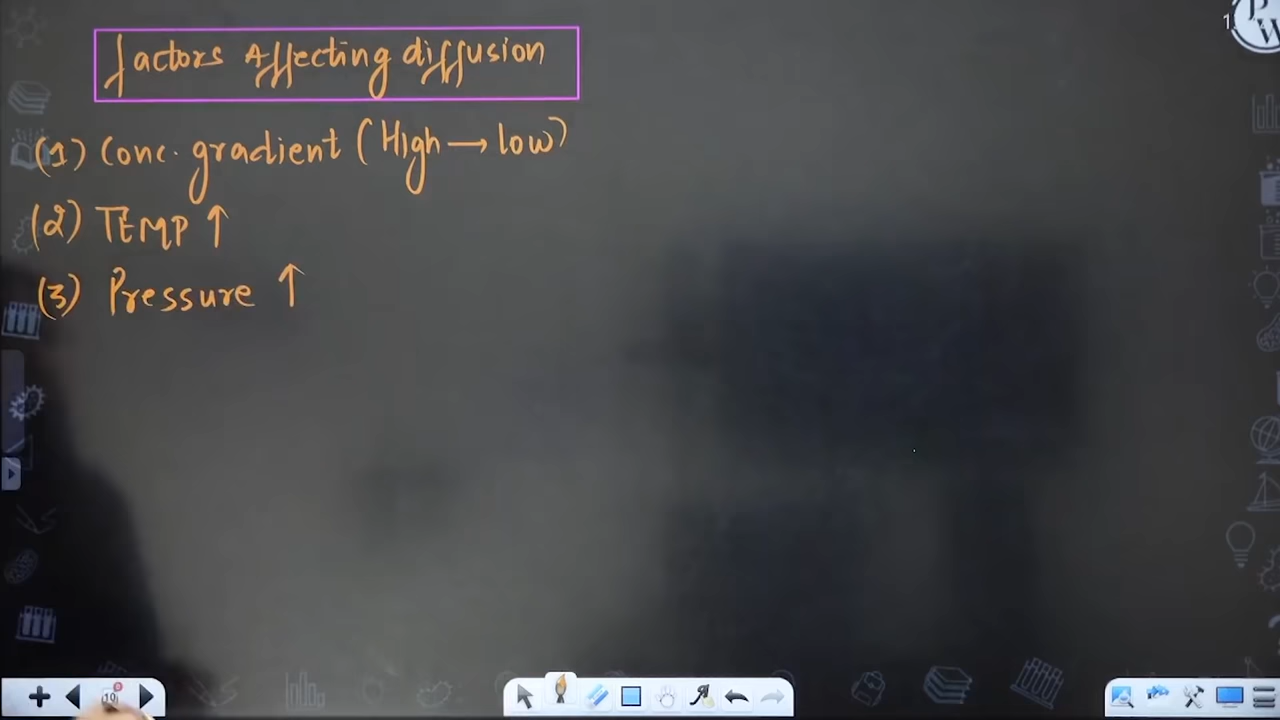 Factors Affecting diffusion
(1) Conc. gradient (High → low)
(2) TEMP ↑
(3) Pressure ↑